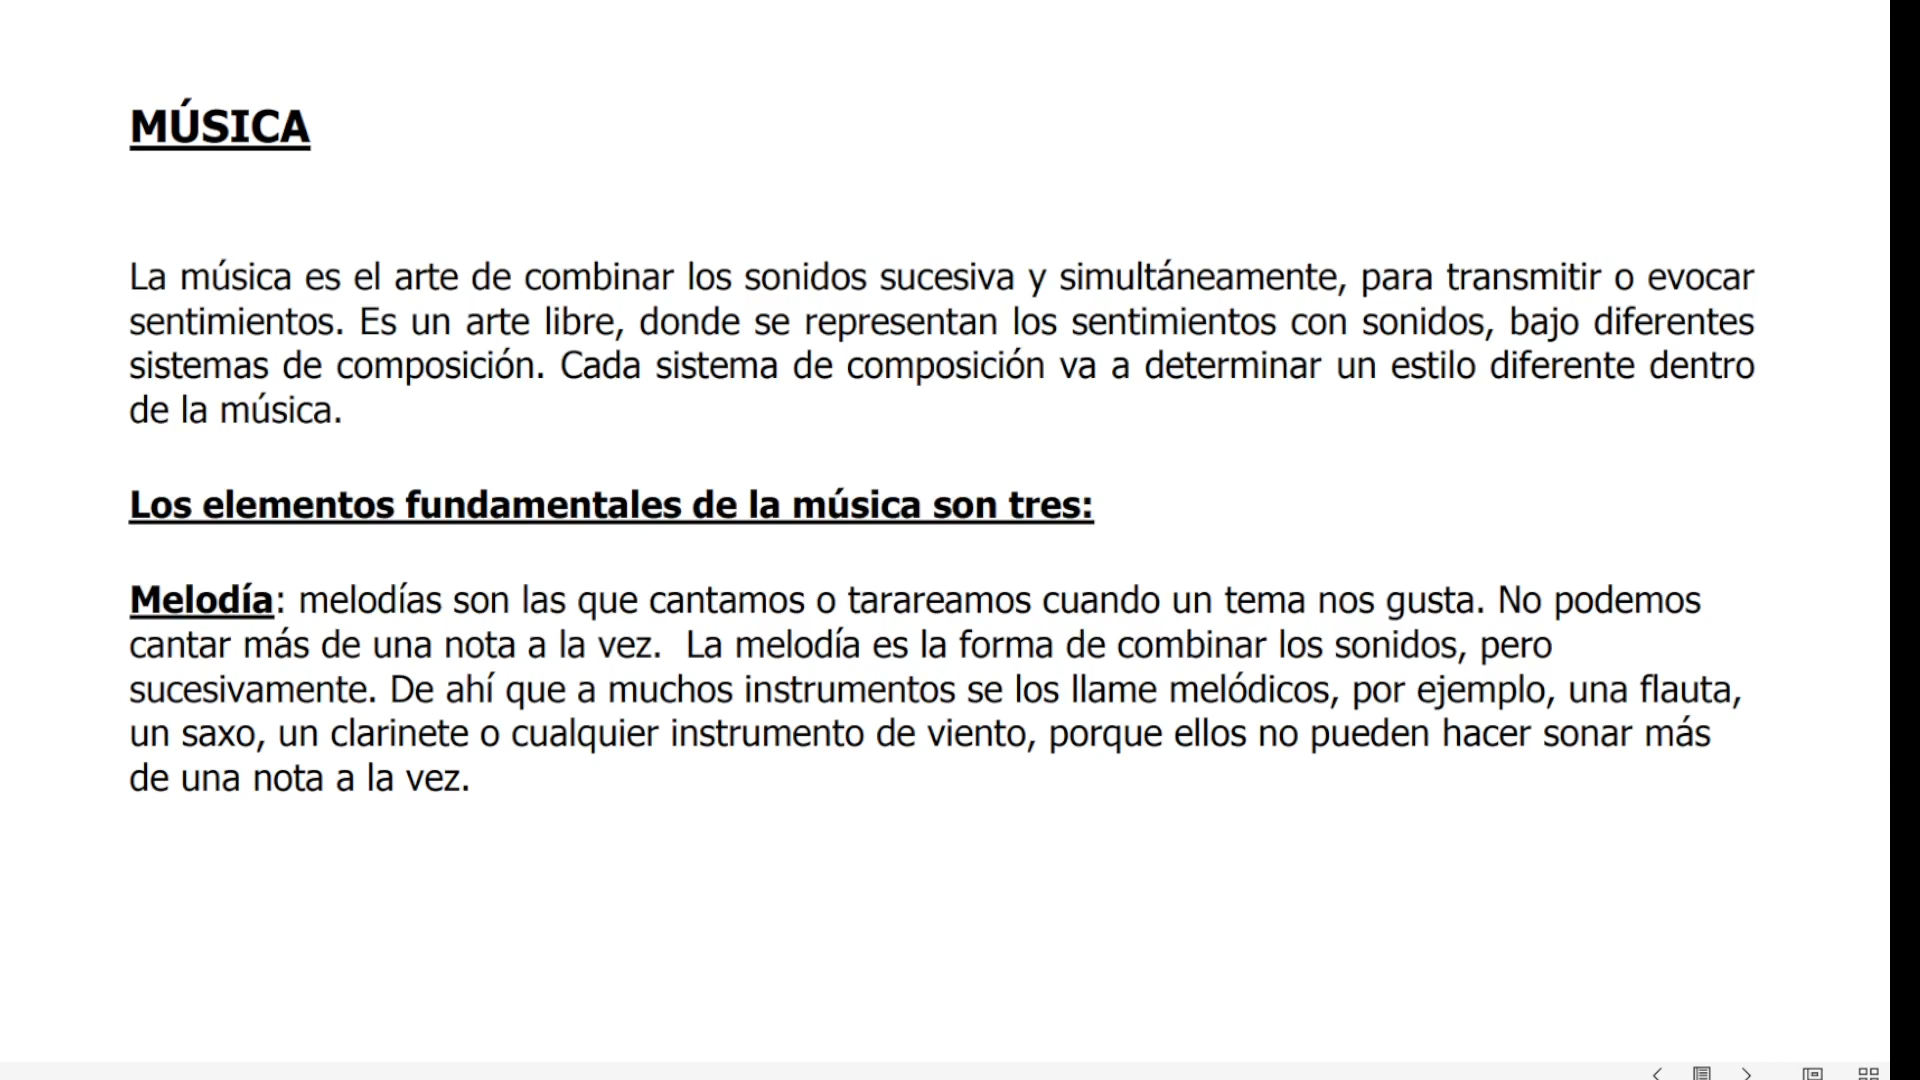 MÚSICA
La música es el arte de combinar los sonidos sucesiva y simultáneamente, para transmitir o evocar
sentimientos. Es un arte libre, donde se representan los sentimientos con sonidos, bajo diferentes
sistemas de composición. Cada sistema de composición va a determinar un estilo diferente dentro
de la música.
Los elementos fundamentales de la música son tres:
Melodía: melodías son las que cantamos o tarareamos cuando un tema nos gusta. No podemos
cantar más de una nota a la vez.  La melodía es la forma de combinar los sonidos, pero
sucesivamente. De ahí que a muchos instrumentos se los llame melódicos, por ejemplo, una flauta,
un saxo, un clarinete o cualquier instrumento de viento, porque ellos no pueden hacer sonar más
de una nota a la vez.